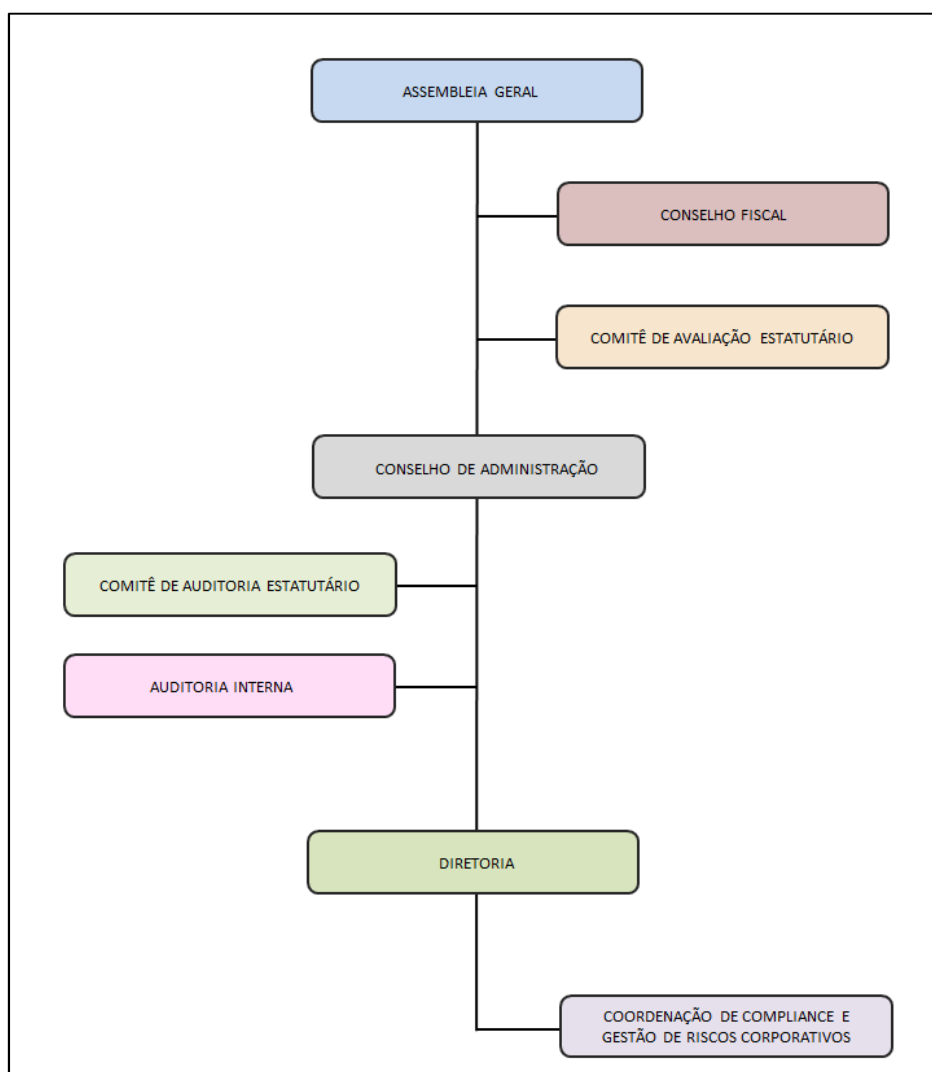 ASSEMBLEIA GERAL
CONSELHO FISCAL
COMITÊ DE AVALIAÇÃO ESTATUTÁRIO
CONSELHO DE ADMINISTRAÇÃO
COMITÊ DE AUDITORIA ESTATUTÁRIO
AUDITORIA INTERNA
DIRETORIA
COORDENAÇÃO DE COMPLIANCE E
GESTÃO DE RISCOS CORPORATIVOS